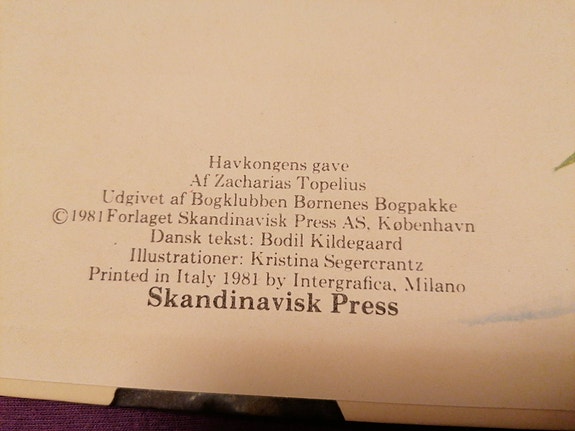 Havkongens gave
Af Zacharias Topelius
Udgivet af Bogklubben Børnenes Bogpakke
©1981 Forlaget Skandinavisk Press AS, København
Dansk tekst: Bodil Kildegaard
Illustrationer: Kristina Segercrantz
Printed in Italy 1981 by Intergrafica, Milano
Skandinavisk Press